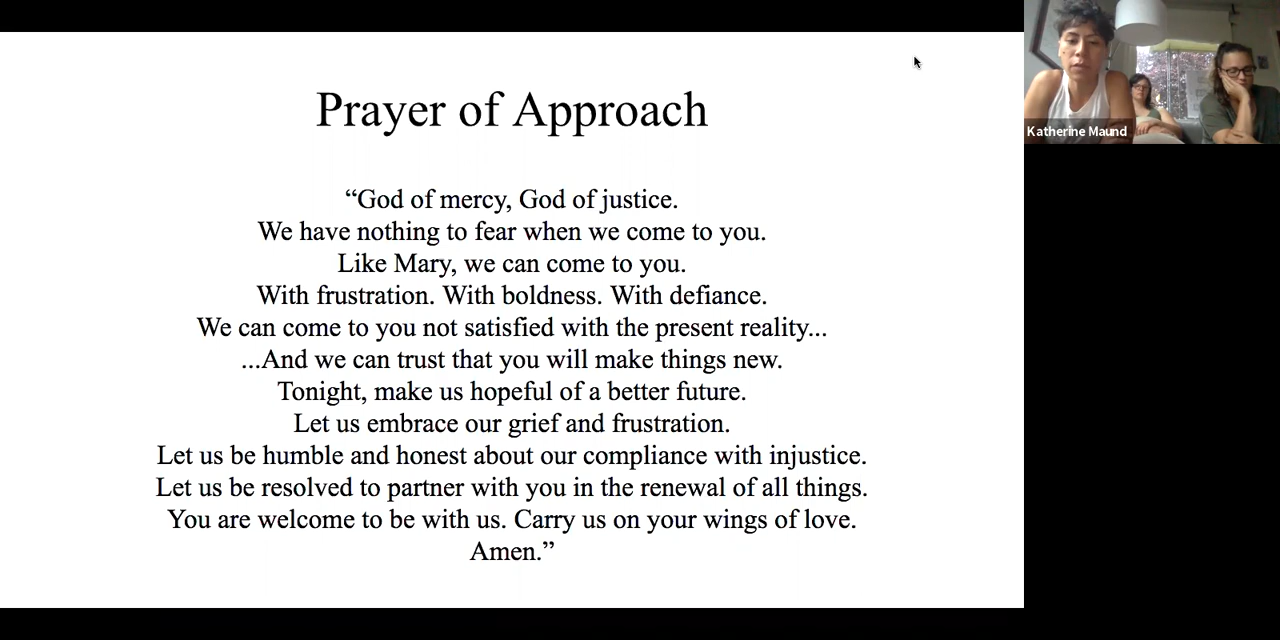 Prayer of Approach
“God of mercy, God of justice.
We have nothing to fear when we come to you.
Like Mary, we can come to you.
With frustration. With boldness. With defiance.
We can come to you not satisfied with the present reality...
...And we can trust that you will make things new.
Tonight, make us hopeful of a better future.
Let us embrace our grief and frustration.
Let us be humble and honest about our compliance with injustice.
Let us be resolved to partner with you in the renewal of all things.
You are welcome to be with us. Carry us on your wings of love.
Amen.”
Katherine Maund